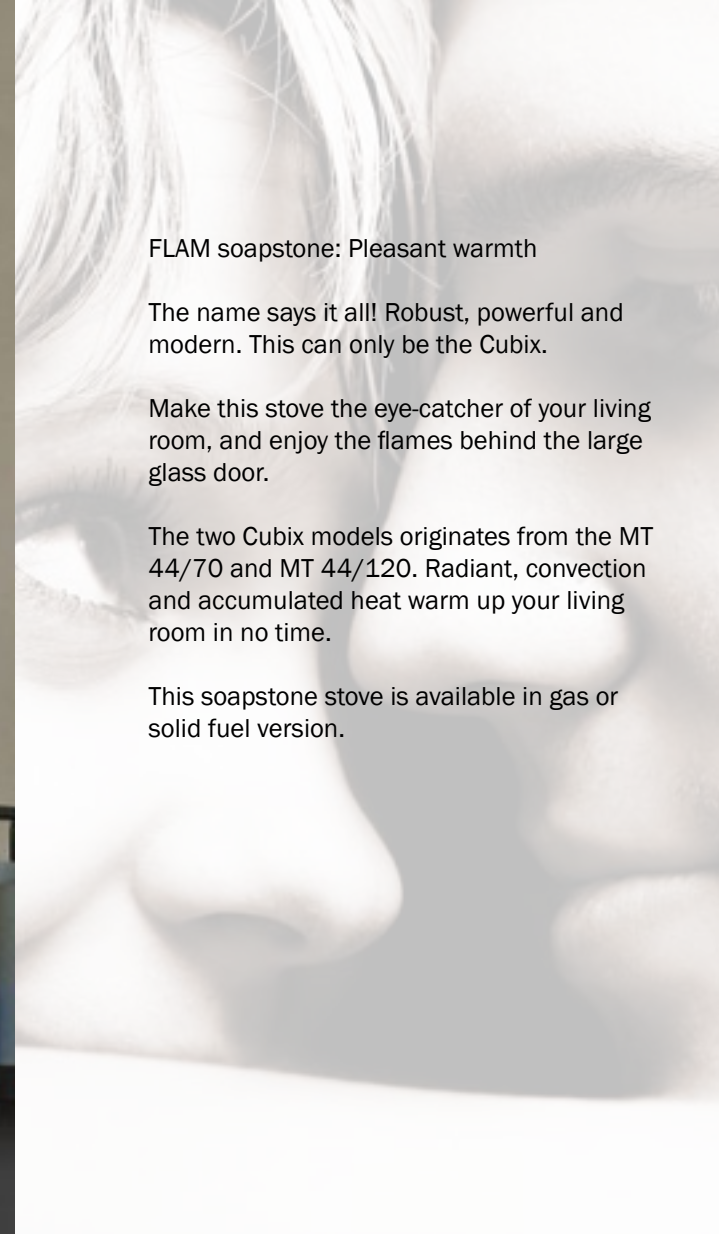 FLAM soapstone: Pleasant warmth
The name says it all! Robust, powerful and
modern. This can only be the Cubix.
Make this stove the eye-catcher of your living
room, and enjoy the flames behind the large
glass door.
The two Cubix models originates from the MT
44/70 and MT 44/120. Radiant, convection
and accumulated heat warm up your living
room in no time.
This soapstone stove is available in gas or
solid fuel version.